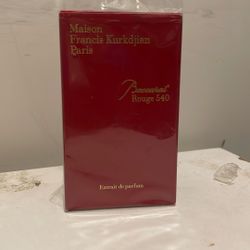 Maison
Francis Kurkdjian
Paris
Baccarat
Rouge 540
Extrait de parfum